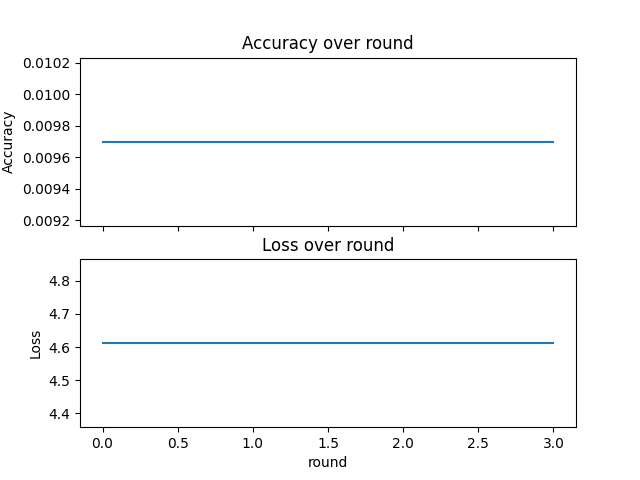 Accuracy over round
Accuracy
0.0102
0.0100
0.0098
0.0096
0.0094
0.0092
Loss over round
Loss
4.8
4.7
4.6
4.5
4.4
0.0 0.5 1.0 1.5 2.0 2.5 3.0
round